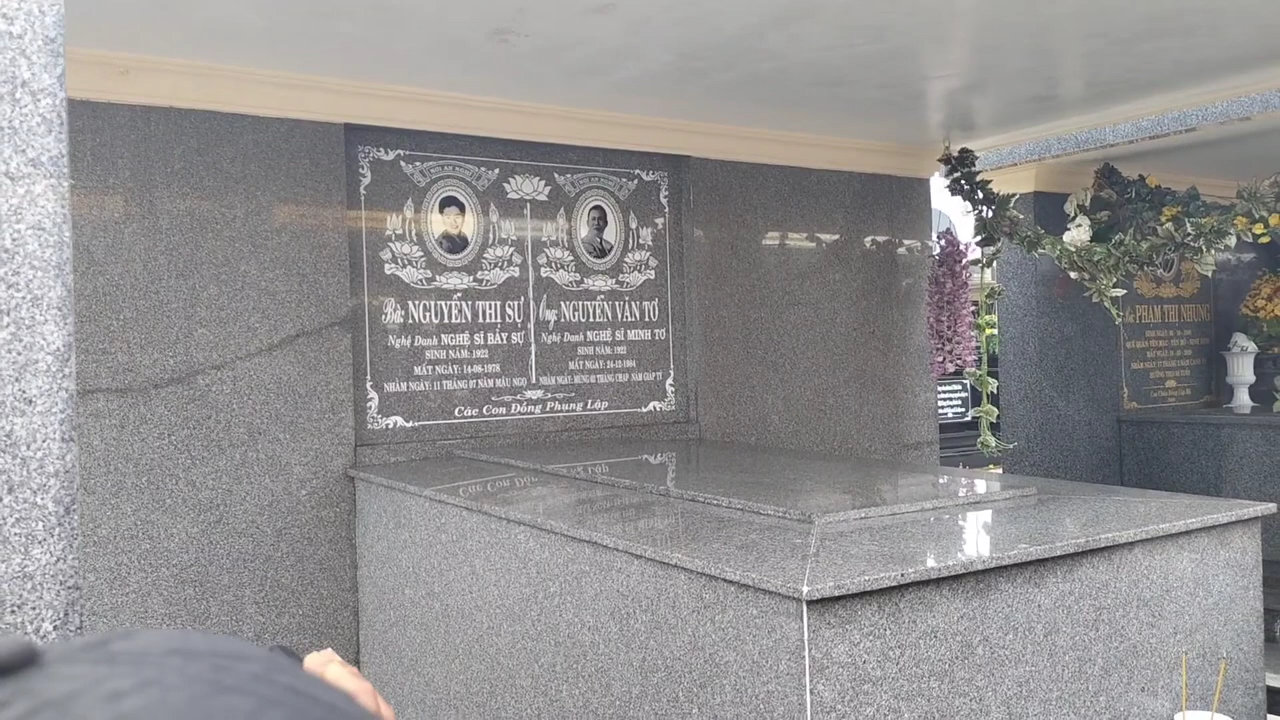 Bà: NGUYỄN THỊ SỰ
Nghệ Danh NGHỆ SĨ BẢY SỰ
SINH NĂM: 1922
MẤT NGÀY: 14-08-1978
NHẰM NGÀY: 11 THÁNG 07 NĂM MẬU NGỌ
Ông: NGUYỄN VĂN TƠ
Nghệ Danh NGHỆ SĨ MINH TƠ
SINH NĂM: 1922
MẤT NGÀY: 24-12-1984
NHẰM NGÀY: MÙNG 03 THÁNG CHẠP NĂM GIÁP TÝ
Các Con Đồng Phụng Lập
PHẠM THỊ NHUNG